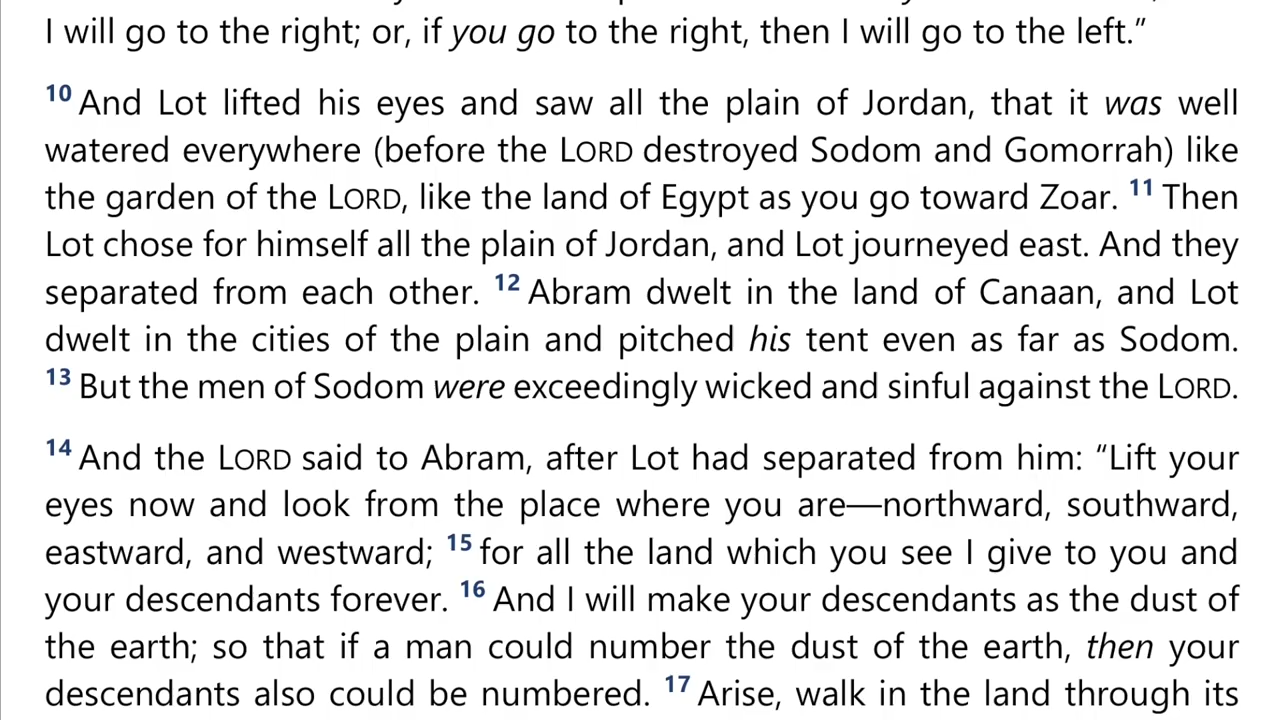 I will go to the right; or, if you go to the right, then I will go to the left.”
10 And Lot lifted his eyes and saw all the plain of Jordan, that it was well
watered everywhere (before the LORD destroyed Sodom and Gomorrah) like
the garden of the LORD, like the land of Egypt as you go toward Zoar. 11 Then
Lot chose for himself all the plain of Jordan, and Lot journeyed east. And they
separated from each other. 12 Abram dwelt in the land of Canaan, and Lot
dwelt in the cities of the plain and pitched his tent even as far as Sodom.
13 But the men of Sodom were exceedingly wicked and sinful against the LORD.
14 And the LORD said to Abram, after Lot had separated from him: “Lift your
eyes now and look from the place where you are—northward, southward,
eastward, and westward; 15 for all the land which you see I give to you and
your descendants forever. 16 And I will make your descendants as the dust of
the earth; so that if a man could number the dust of the earth, then your
descendants also could be numbered. 17 Arise, walk in the land through its